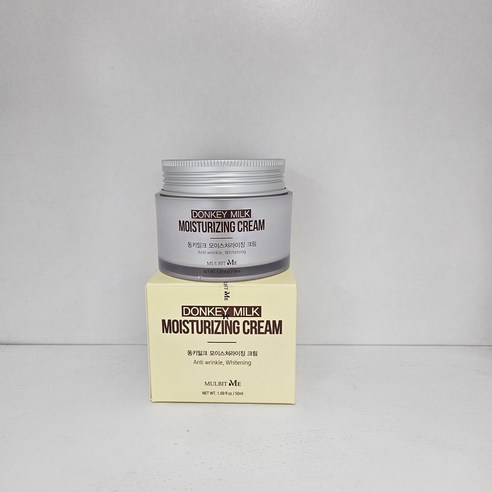 DONKEY MILK
MOISTURIZING CREAM
동키밀크 모이스처라이징 크림
Anti wrinkle, Whitening
MULBIT ME
DONKEY MILK
MOISTURIZING CREAM
동키밀크 모이스처라이징 크림
Anti wrinkle, Whitening
MULBIT ME
NET WT. 1.69 fl oz / 50ml